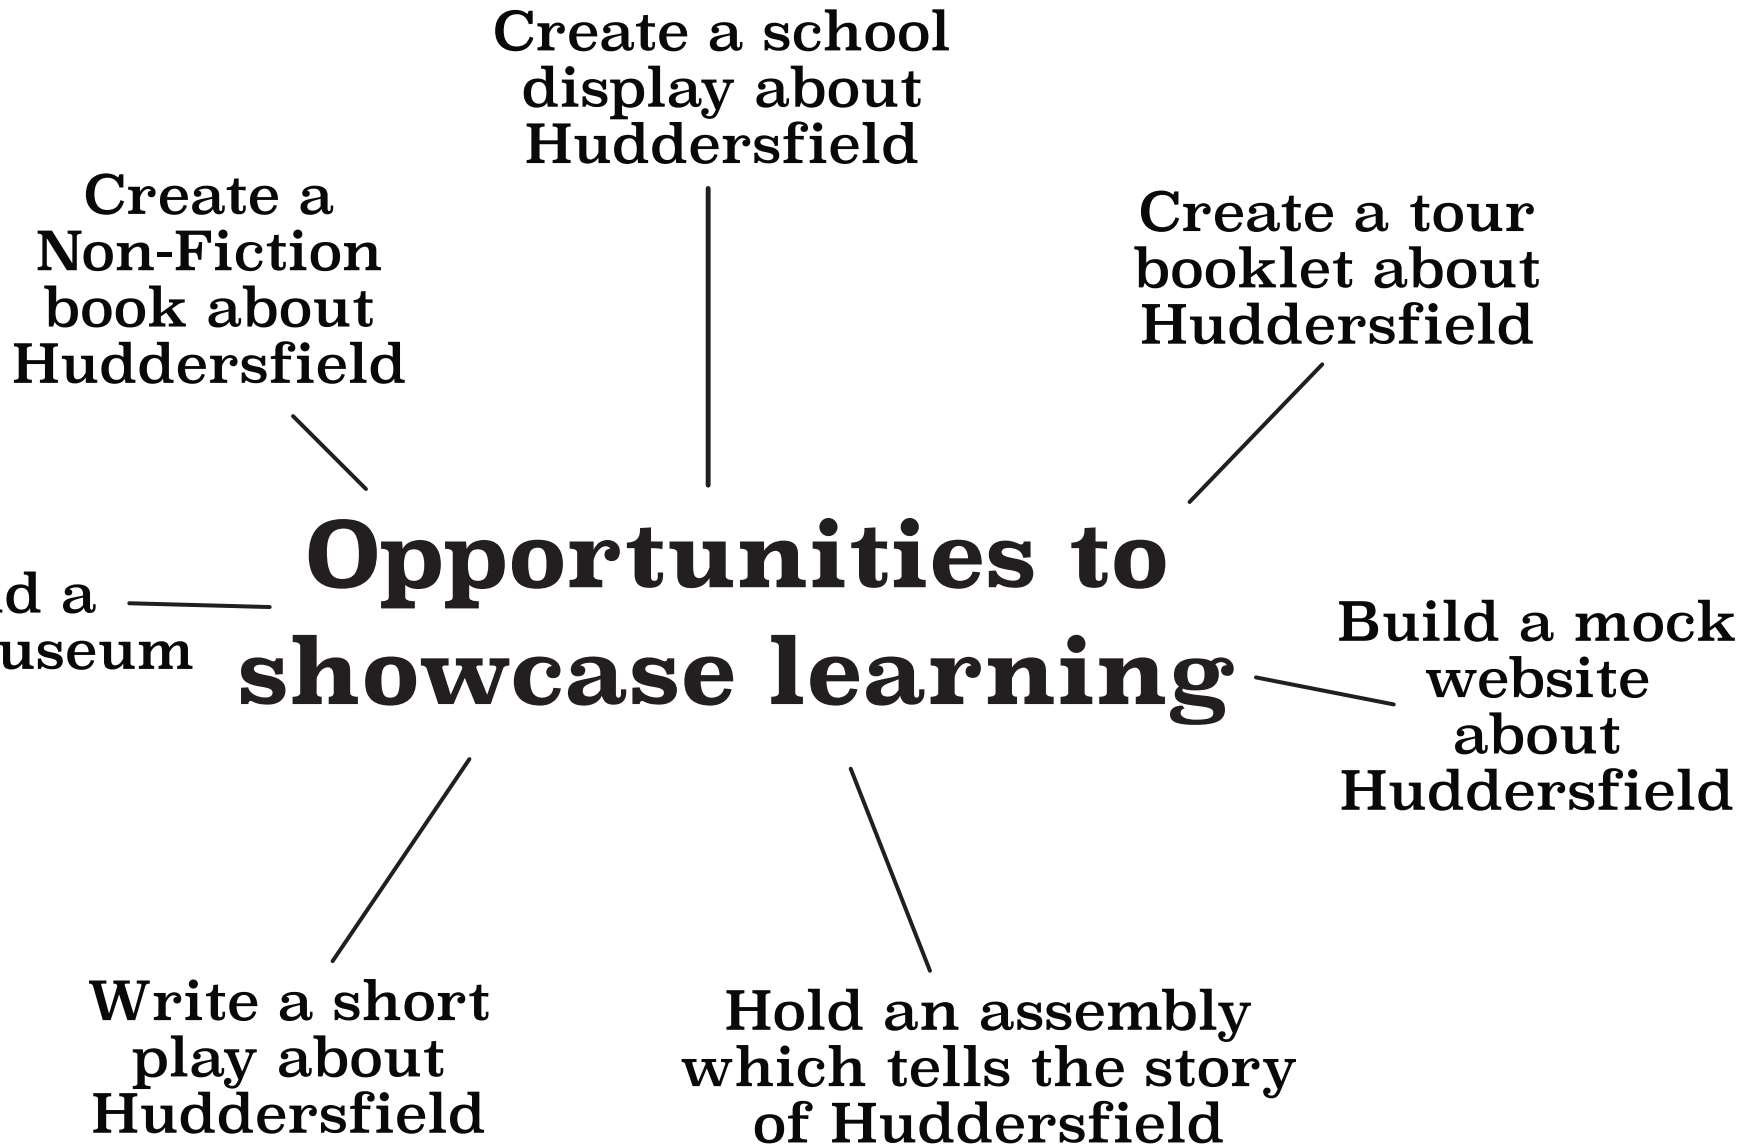 Create a school
display about
Huddersfield
Create a
Non-Fiction
book about
Huddersfield
Create a tour
booklet about
Huddersfield
Opportunities to
showcase learning
a
Build a mock
website
about
Huddersfield
Write a short
play about
Huddersfield
Hold an assembly
which tells the story
of Huddersfield